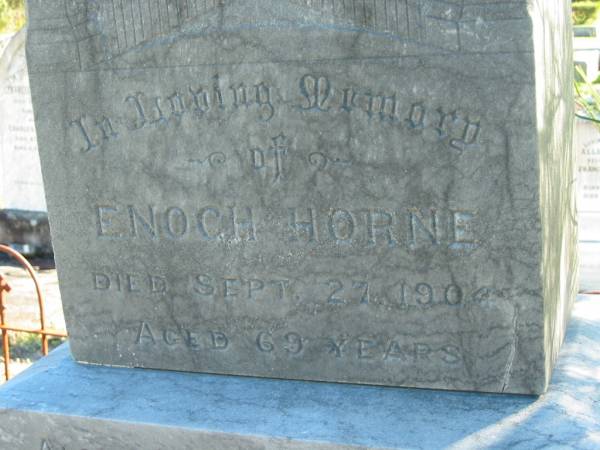 In Loving Memory
of
ENOCH HORNE
DIED SEPT. 27, 1904
AGED 69 YEARS